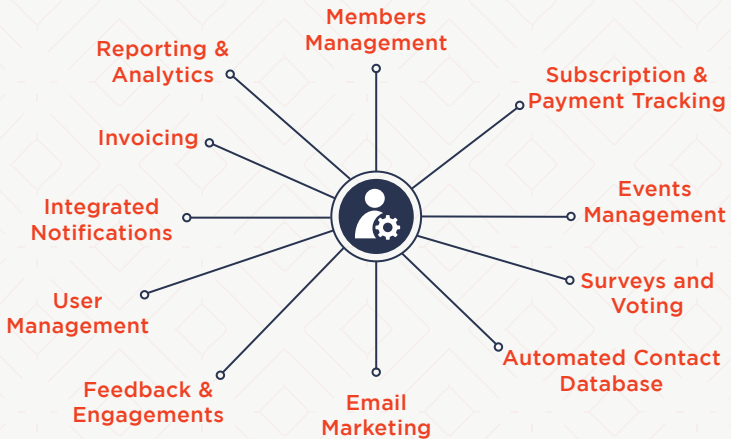 Members
Management
Reporting &
Analytics
Subscription &
Payment Tracking
Invoicing
Integrated
Notifications
Events
Management
User
Management
Surveys and
Voting
Feedback &
Engagements
Email
Marketing
Automated Contact
Database